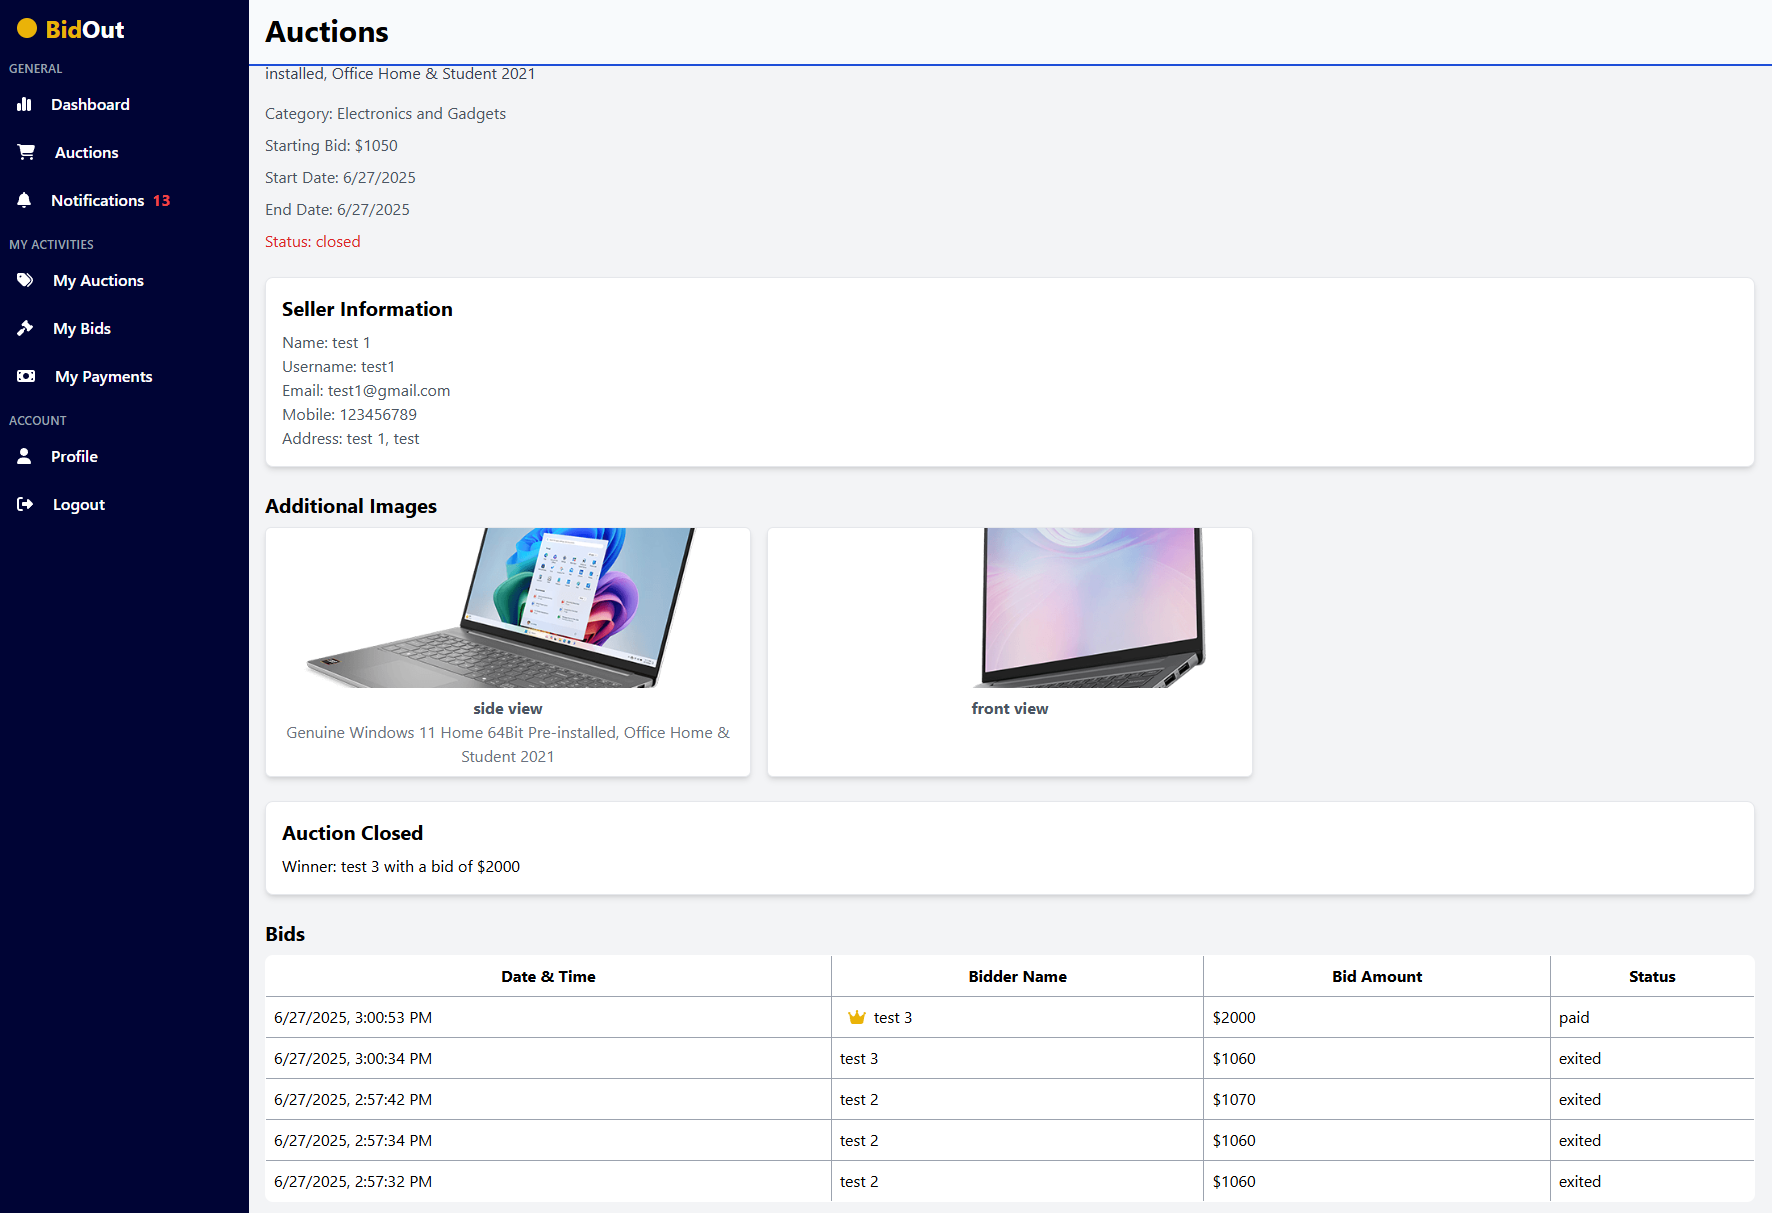 BidOut
GENERAL
Dashboard
Auctions
Notifications 13
MY ACTIVITIES
My Auctions
My Bids
My Payments
ACCOUNT
Profile
Logout
Auctions
installed, Office Home & Student 2021
Category: Electronics and Gadgets
Starting Bid: $1050
Start Date: 6/27/2025
End Date: 6/27/2025
Status: closed
Seller Information
Name: test 1
Username: test1
Email: test1@gmail.com
Mobile: 123456789
Address: test 1, test
Additional Images
side view
Genuine Windows 11 Home 64Bit Pre-installed, Office Home &
Student 2021
front view
Auction Closed
Winner: test 3 with a bid of $2000
Bids
Date & Time Bidder Name Bid Amount Status
6/27/2025, 3:00:53 PM test 3 $2000 paid
6/27/2025, 3:00:34 PM test 3 $1060 exited
6/27/2025, 2:57:42 PM test 2 $1070 exited
6/27/2025, 2:57:34 PM test 2 $1060 exited
6/27/2025, 2:57:32 PM test 2 $1060 exited